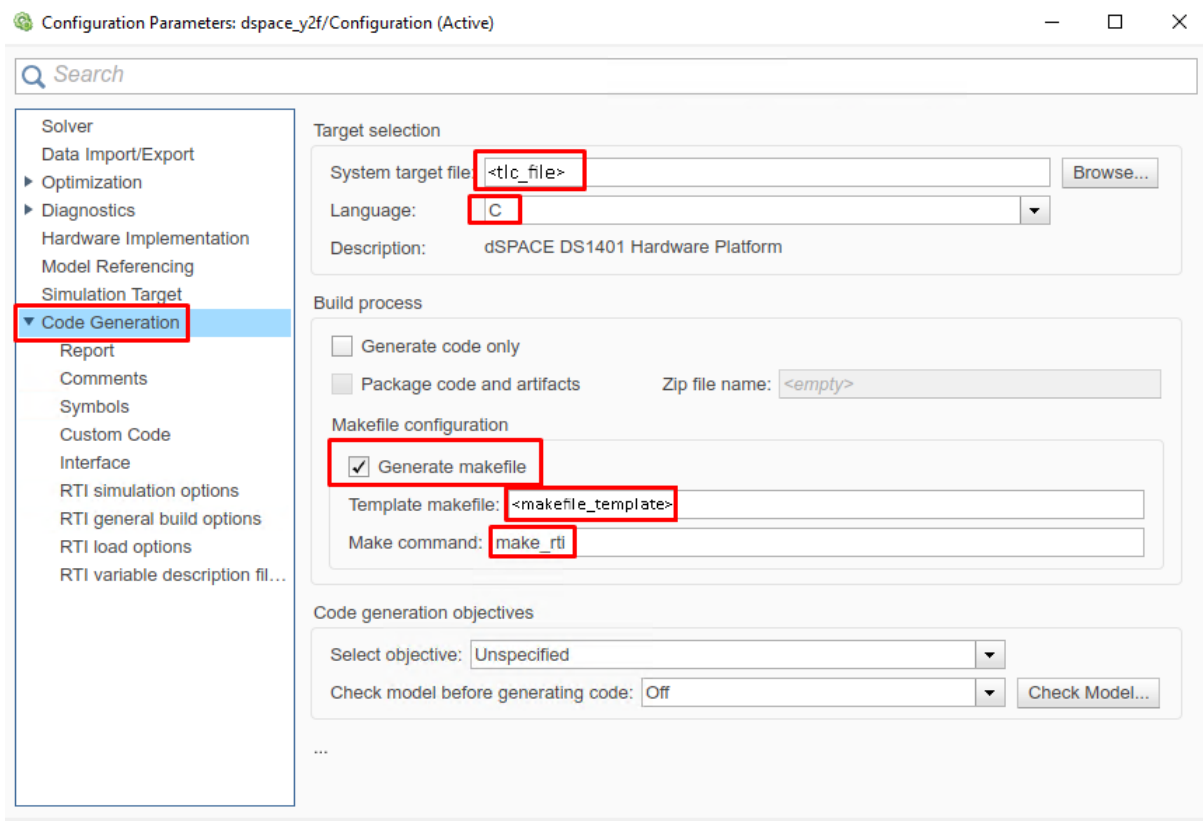 Configuration Parameters: dspace_y2f/Configuration (Active)
Search
Solver
Data Import/Export
Optimization
Diagnostics
Hardware Implementation
Model Referencing
Simulation Target
Code Generation
Report
Comments
Symbols
Custom Code
Interface
RTI simulation options
RTI general build options
RTI load options
RTI variable description fil...
Target selection
System target file: <tlc_file> Browse...
Language: C
Description: dSPACE DS1401 Hardware Platform
Build process
Generate code only
Package code and artifacts Zip file name: <empty>
Makefile configuration
Generate makefile
Template makefile: <makefile_template>
Make command: make_rti
Code generation objectives
Select objective: Unspecified
Check model before generating code: Off Check Model...
...